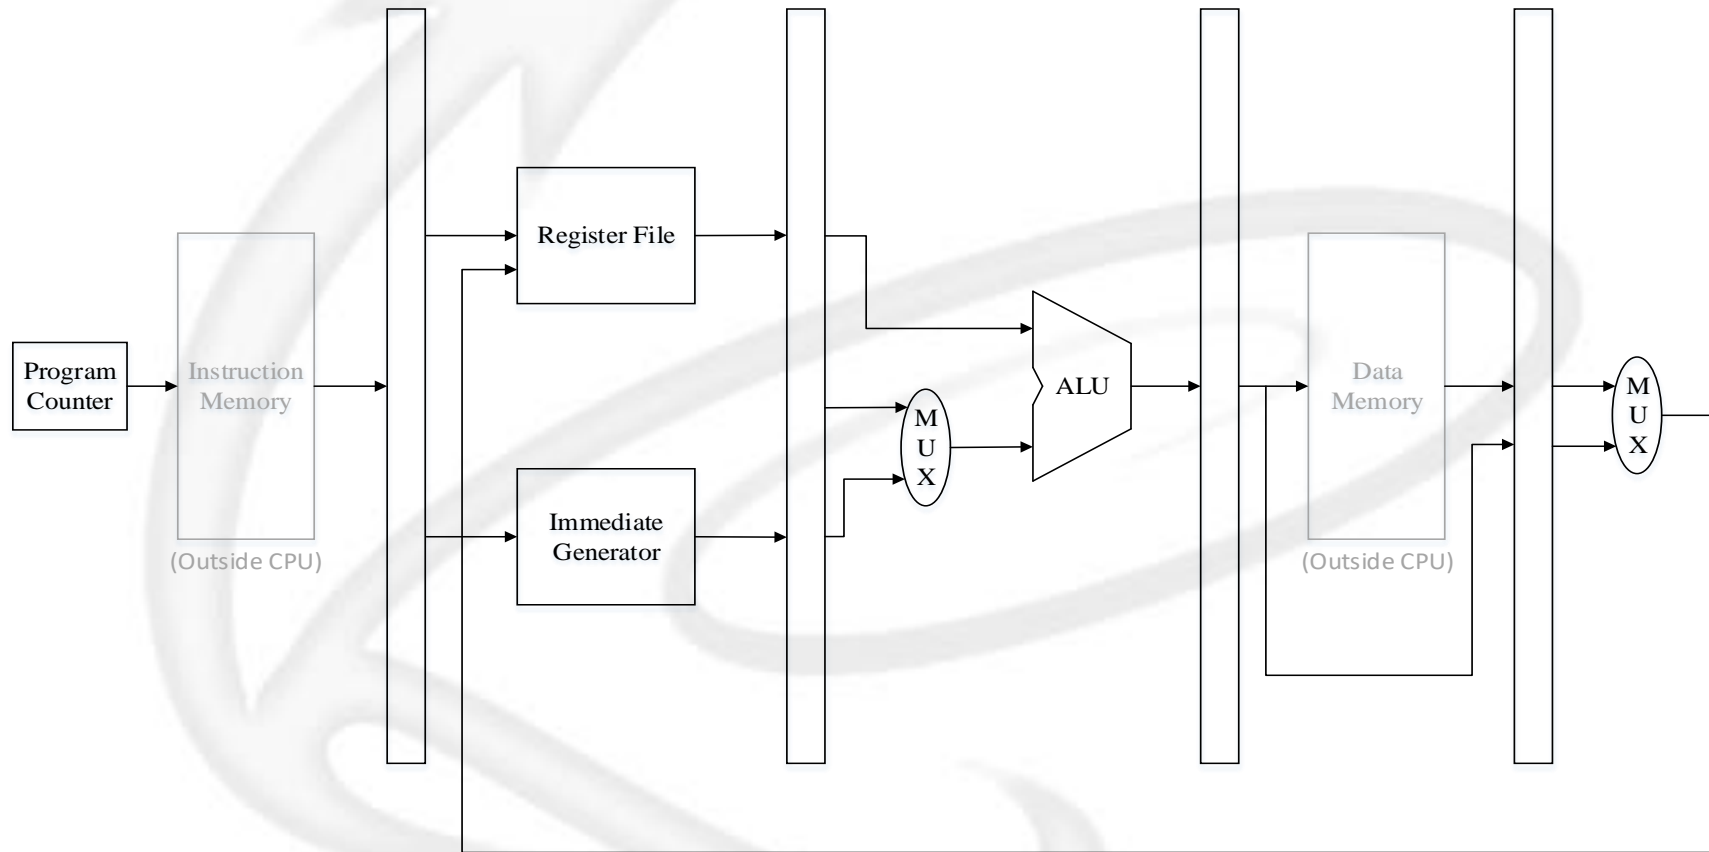 Program
Counter
Instruction
Memory
(Outside CPU)
Register File
Immediate
Generator
M
U
X
ALU
Data
Memory
(Outside CPU)
M
U
X